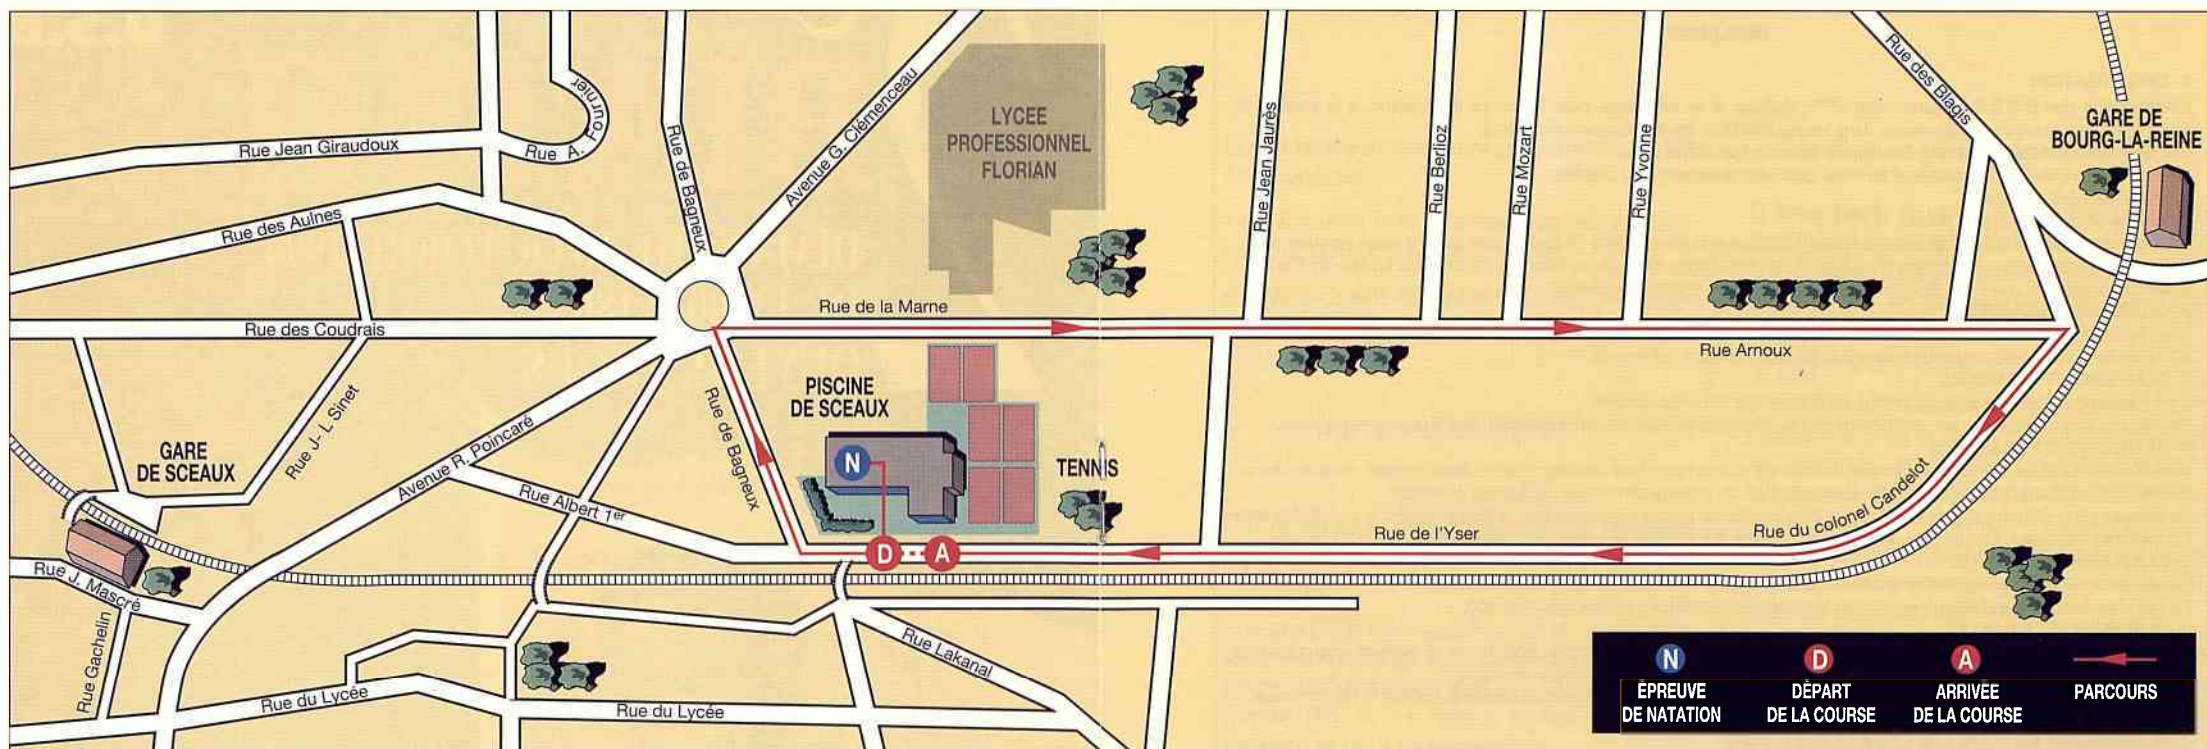 Rue Jean Giraudoux
Rue A. Fournier
Rue de Bagneux
Avenue G. Clémenceau
LYCEE
PROFESSIONNEL
FLORIAN
Rue Jean Jaurès
Rue Berlioz
Rue Mozart
Rue Yvonne
Rue des Blagis
GARE DE
BOURG-LA-REINE
Rue des Aulnes
Rue des Coudrais
Rue de la Marne
Rue Arnoux
Rue J- L Sinet
GARE
DE SCEAUX
Avenue R. Poincaré
Rue Albert 1er
Rue de Bagneux
PISCINE
DE SCEAUX
N
TENNIS
D
A
Rue de l'Yser
Rue du colonel Candelot
Rue J. Mascré
Rue Gachelin
Rue du Lycée
Rue du Lycée
Rue Lakanal
N
ÉPREUVE
DE NATATION
D
DÉPART
DE LA COURSE
A
ARRIVÉE
DE LA COURSE
PARCOURS